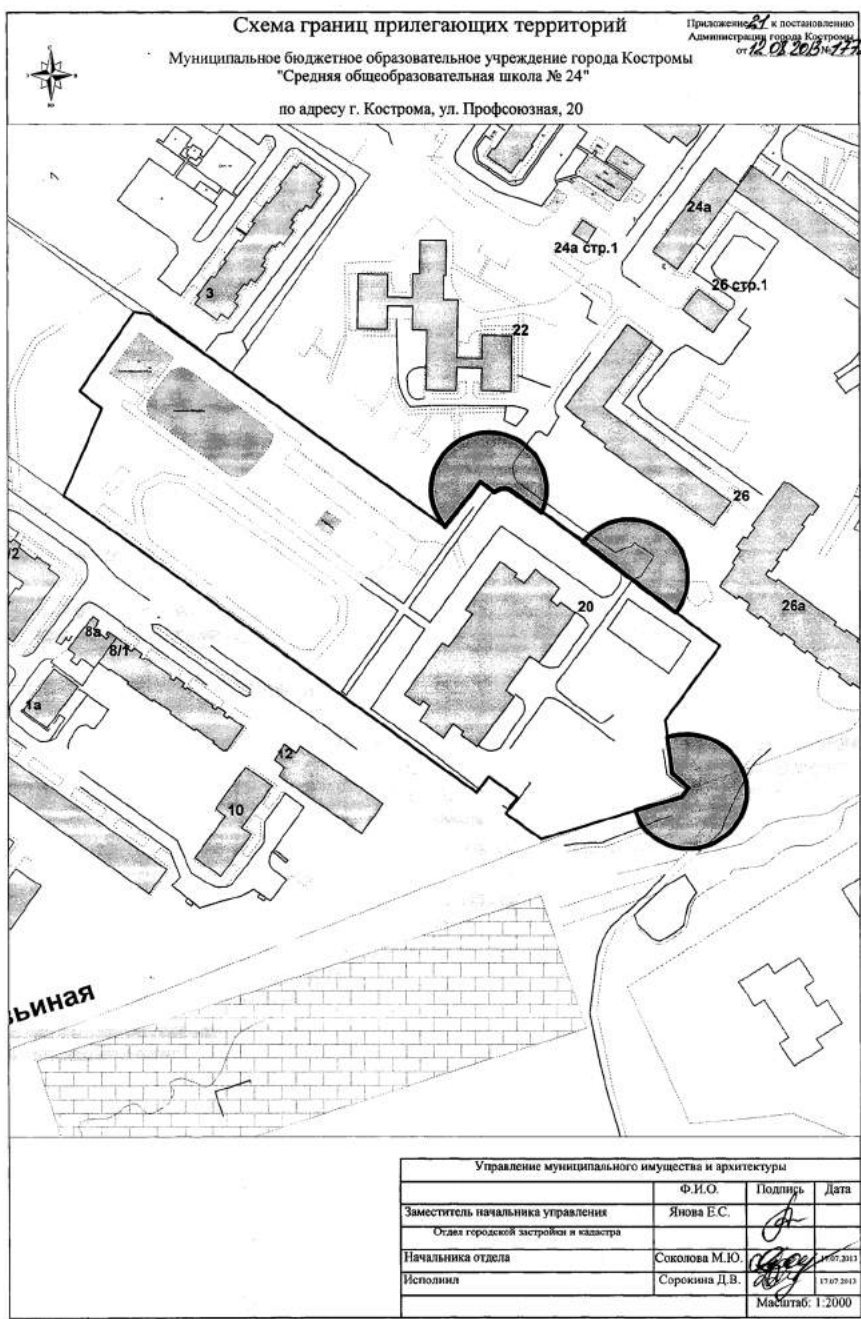 Схема границ прилегающих территорий
Приложение 21 к постановлению
Администрации города Костромы
от 12.08.2013 №
Муниципальное бюджетное образовательное учреждение города Костромы
"Средняя общеобразовательная школа № 24"
по адресу г. Кострома, ул. Профсоюзная, 20
24а
24а стр.1
26 стр.1
3
22
26
20
26а
/2
8а
8/1
1а
12
10
ьиная
Управление муниципального имущества и архитектуры
Ф.И.О. Подпись Дата
Заместитель начальника управления Янова Е.С.
Отдел городской застройки и кадастра
Начальника отдела Соколова М.Ю. 17.07.2013
Исполнил Сорокина Д.В. 17.07.2013
Масштаб: 1:2000